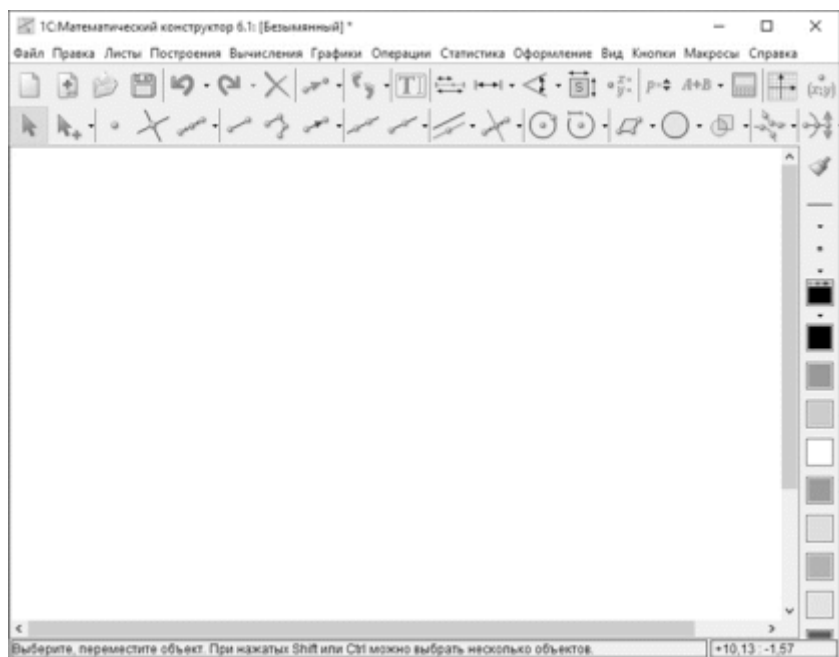 1С:Математический конструктор 6.1: [Безымянный] *
Файл Правка Листы Построения Вычисления Графики Операции Статистика Оформление Вид Кнопки Макросы Справка
T S x= y= p= A+B (x;y)
Выберите, переместите объект. При нажатых Shift или Ctrl можно выбрать несколько объектов. +10,13 : -1,57